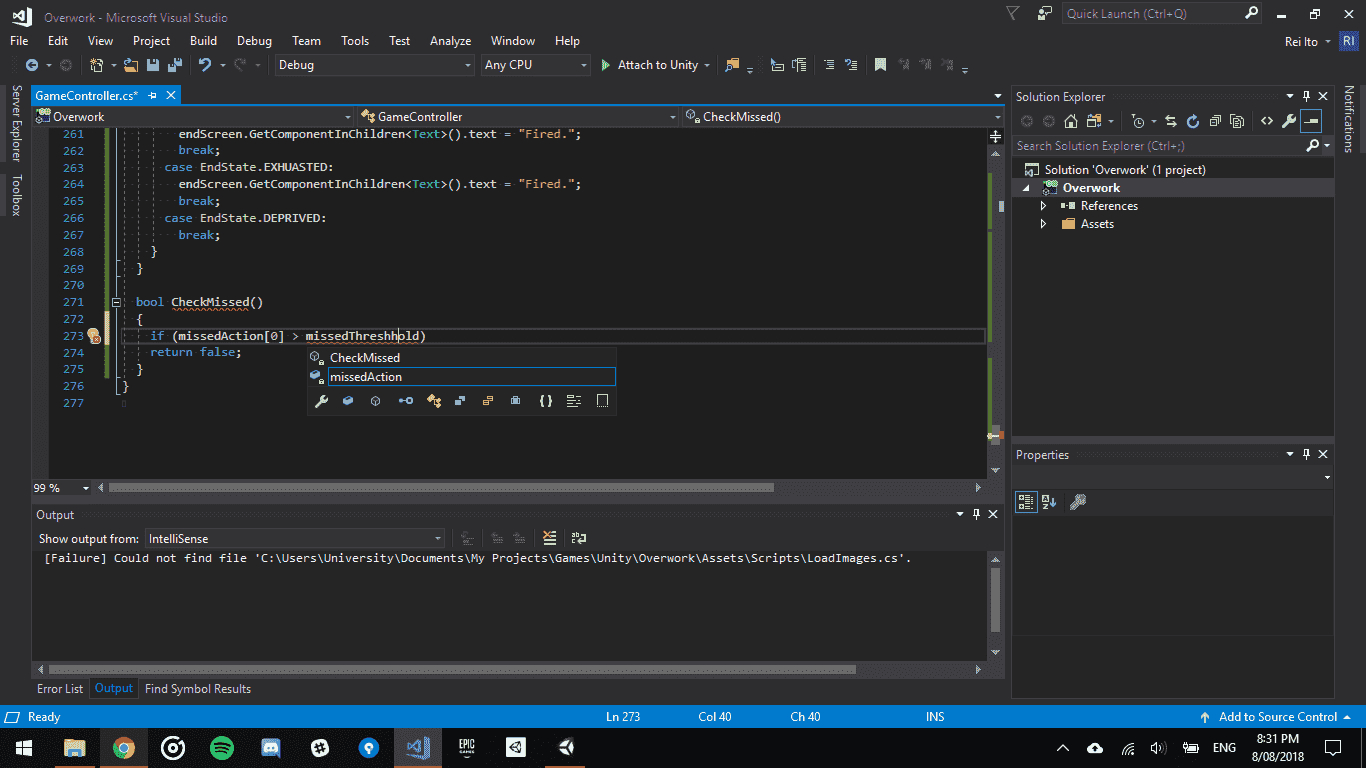 Overwork - Microsoft Visual Studio
Quick Launch (Ctrl+Q)
File Edit View Project Build Debug Team Tools Test Analyze Window Help
Rei Ito RI
Debug Any CPU Attach to Unity
Server Explorer
Toolbox
GameController.cs*
Overwork GameController CheckMissed()
261 endScreen.GetComponentInChildren<Text>().text = "Fired.";
262 break;
263 case EndState.EXHUASTED:
264 endScreen.GetComponentInChildren<Text>().text = "Fired.";
265 break;
266 case EndState.DEPRIVED:
267 break;
268 }
269 }
270
271 bool CheckMissed()
272 {
273 if (missedAction[0] > missedThreshhold)
274 return false;
275 }
276 }
277
CheckMissed
missedAction
99 %
Output
Show output from: IntelliSense
[Failure] Could not find file 'C:\Users\University\Documents\My Projects\Games\Unity\Overwork\Assets\Scripts\LoadImages.cs'.
Error List Output Find Symbol Results
Solution Explorer
Search Solution Explorer (Ctrl+;)
Solution 'Overwork' (1 project)
Overwork
References
Assets
Properties
Notifications
Ready Ln 273 Col 40 Ch 40 INS Add to Source Control
EPIC GAMES
ENG
8:31 PM
8/08/2018